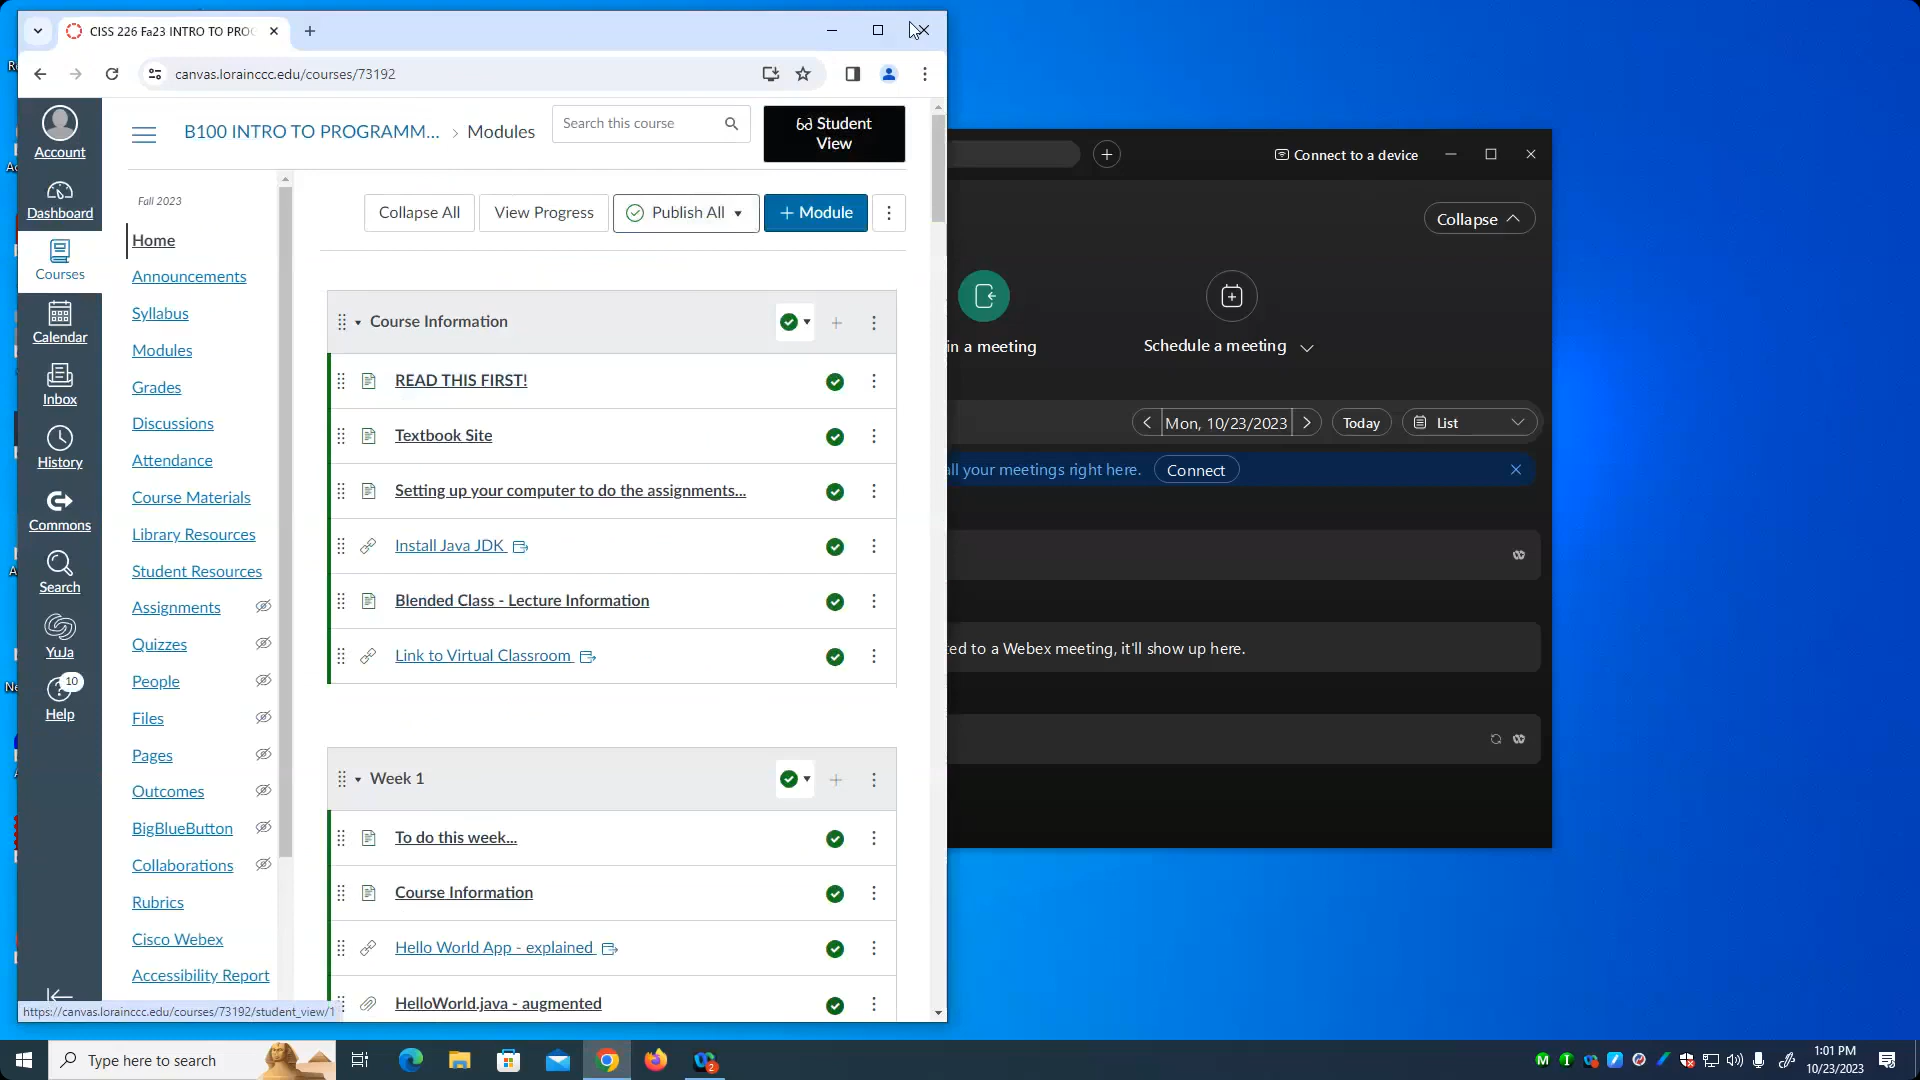 CISS 226 Fa23 INTRO TO PRO
canvas.lorainccc.edu/courses/73192
Account
Dashboard
Courses
Calendar
Inbox
History
Commons
Search
YuJa
10
Help
B100 INTRO TO PROGRAMM... > Modules
Search this course
Student View
Fall 2023
Home
Announcements
Syllabus
Modules
Grades
Discussions
Attendance
Course Materials
Library Resources
Student Resources
Assignments
Quizzes
People
Files
Pages
Outcomes
BigBlueButton
Collaborations
Rubrics
Cisco Webex
Accessibility Report
Collapse All
View Progress
Publish All
+ Module
Course Information
READ THIS FIRST!
Textbook Site
Setting up your computer to do the assignments...
Install Java JDK
Blended Class - Lecture Information
Link to Virtual Classroom
Week 1
To do this week...
Course Information
Hello World App - explained
HelloWorld.java - augmented
https://canvas.lorainccc.edu/courses/73192/student_view/1
Connect to a device
Collapse
in a meeting
Schedule a meeting
Mon, 10/23/2023
Today
List
all your meetings right here.
Connect
ted to a Webex meeting, it'll show up here.
Type here to search
2
1:01 PM
10/23/2023